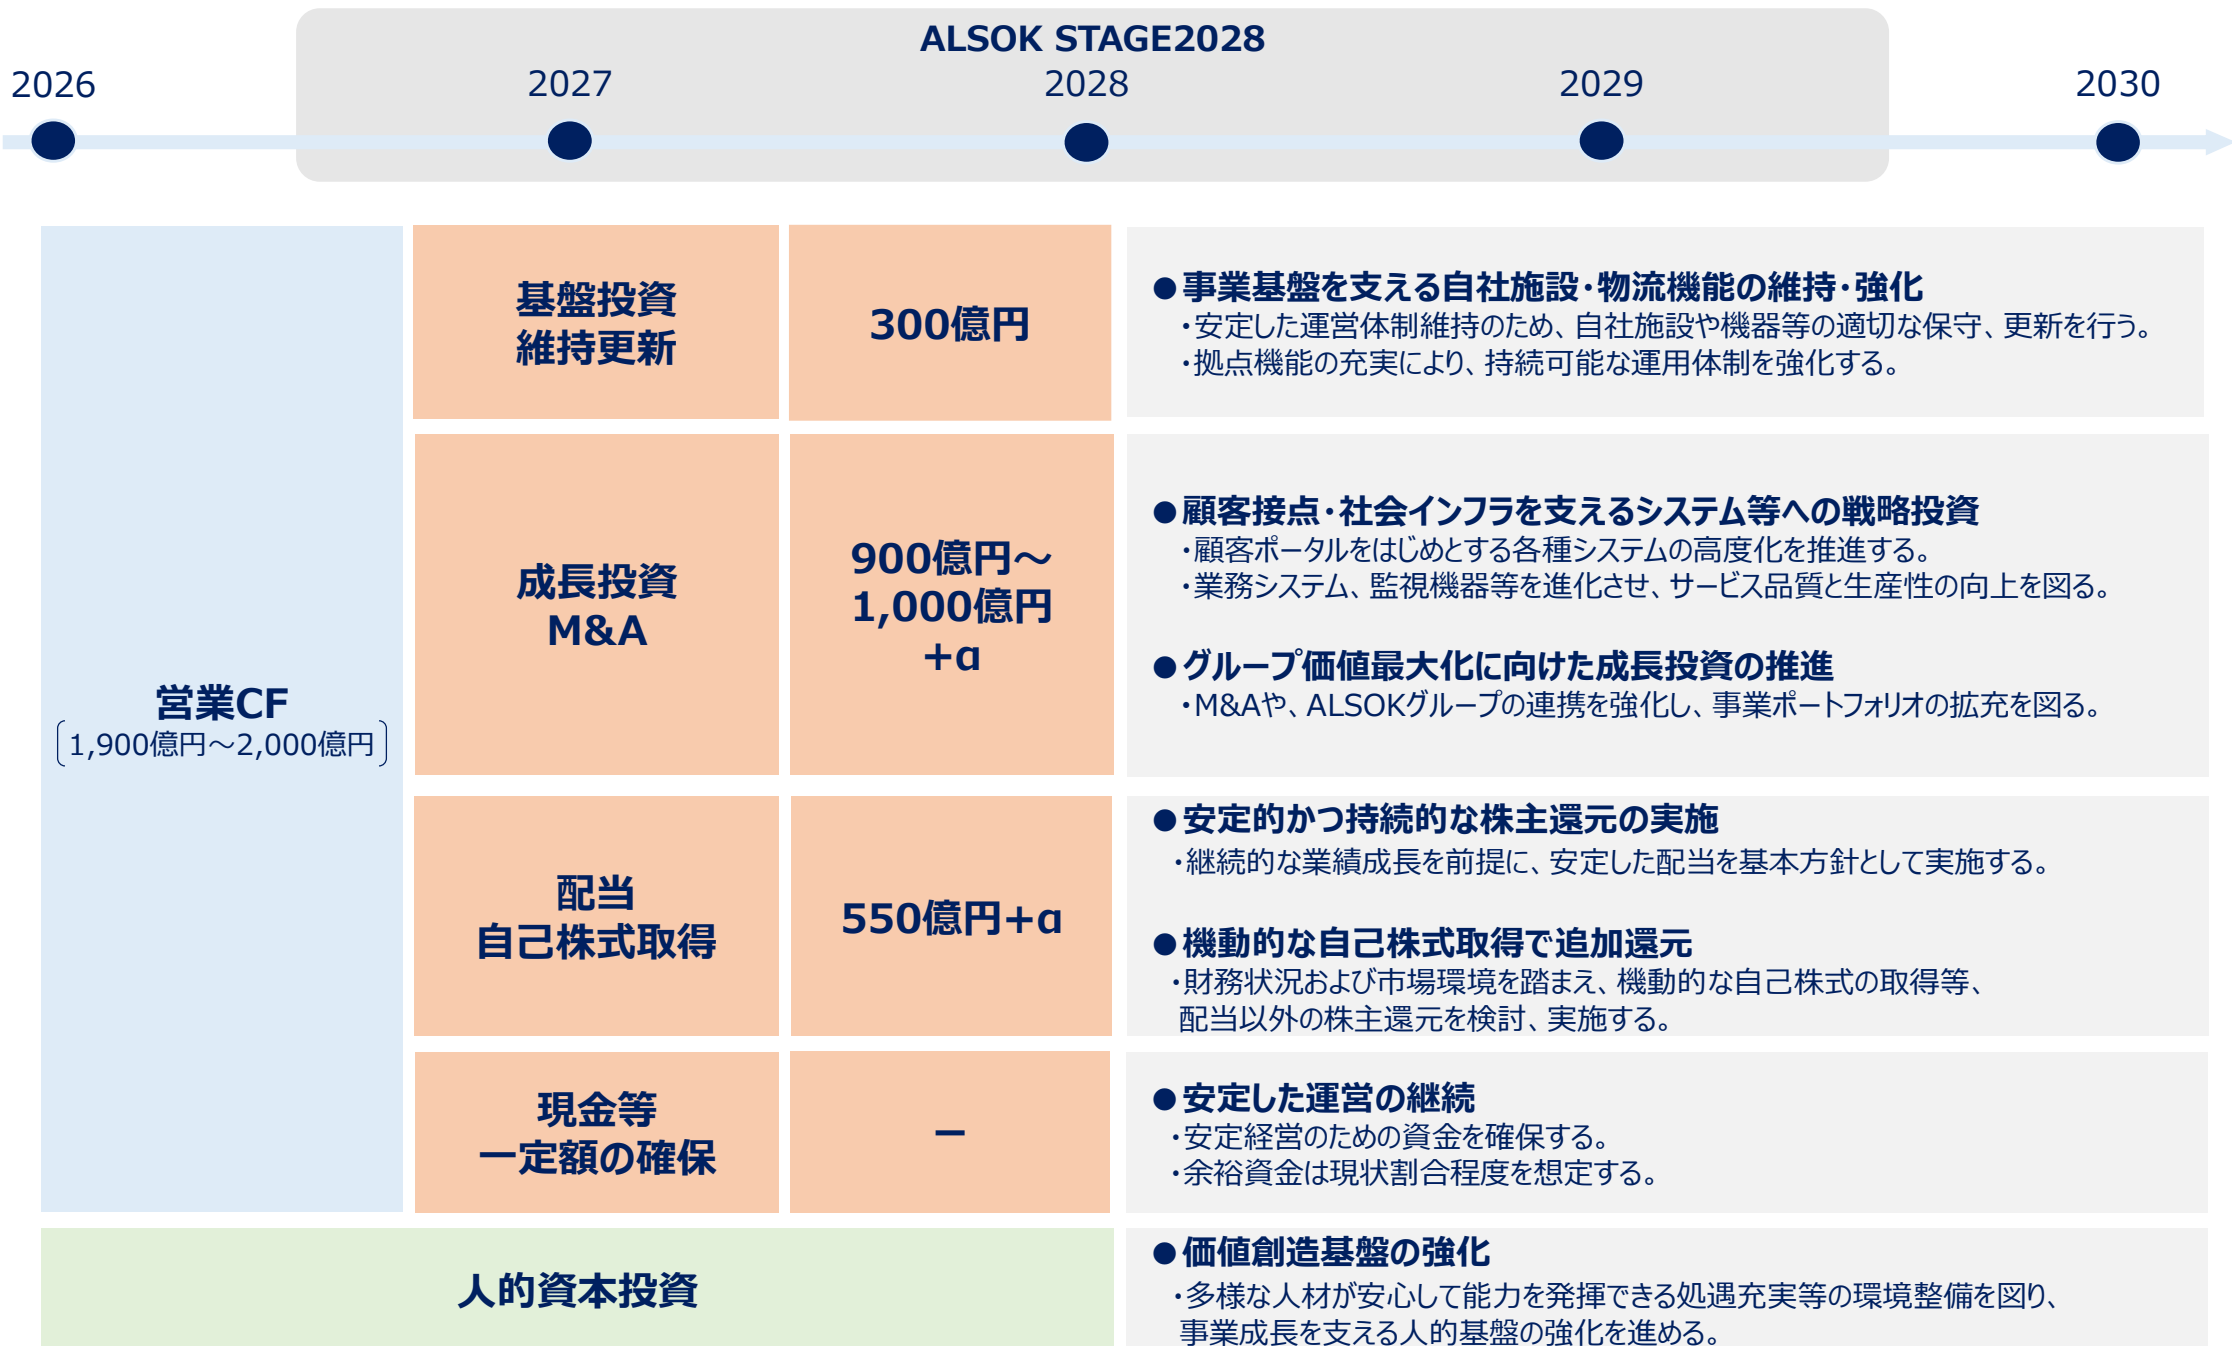 ALSOK STAGE2028
2026
2027
2028
2029
2030
営業CF
1,900億円～2,000億円
基盤投資
維持更新
300億円
●事業基盤を支える自社施設・物流機能の維持・強化
・安定した運営体制維持のため、自社施設や機器等の適切な保守、更新を行う。
・拠点機能の充実により、持続可能な運用体制を強化する。
成長投資
M&A
900億円～
1,000億円
+α
●顧客接点・社会インフラを支えるシステム等への戦略投資
・顧客ポータルをはじめとする各種システムの高度化を推進する。
・業務システム、監視機器等を進化させ、サービス品質と生産性の向上を図る。
●グループ価値最大化に向けた成長投資の推進
・M&Aや、ALSOKグループの連携を強化し、事業ポートフォリオの拡充を図る。
配当
自己株式取得
550億円+α
●安定的かつ持続的な株主還元の実施
・継続的な業績成長を前提に、安定した配当を基本方針として実施する。
●機動的な自己株式取得で追加還元
・財務状況および市場環境を踏まえ、機動的な自己株式の取得等、
配当以外の株主還元を検討、実施する。
現金等
一定額の確保
－
●安定した運営の継続
・安定経営のための資金を確保する。
・余裕資金は現状割合程度を想定する。
人的資本投資
●価値創造基盤の強化
・多様な人材が安心して能力を発揮できる処遇充実等の環境整備を図り、
事業成長を支える人的基盤の強化を進める。